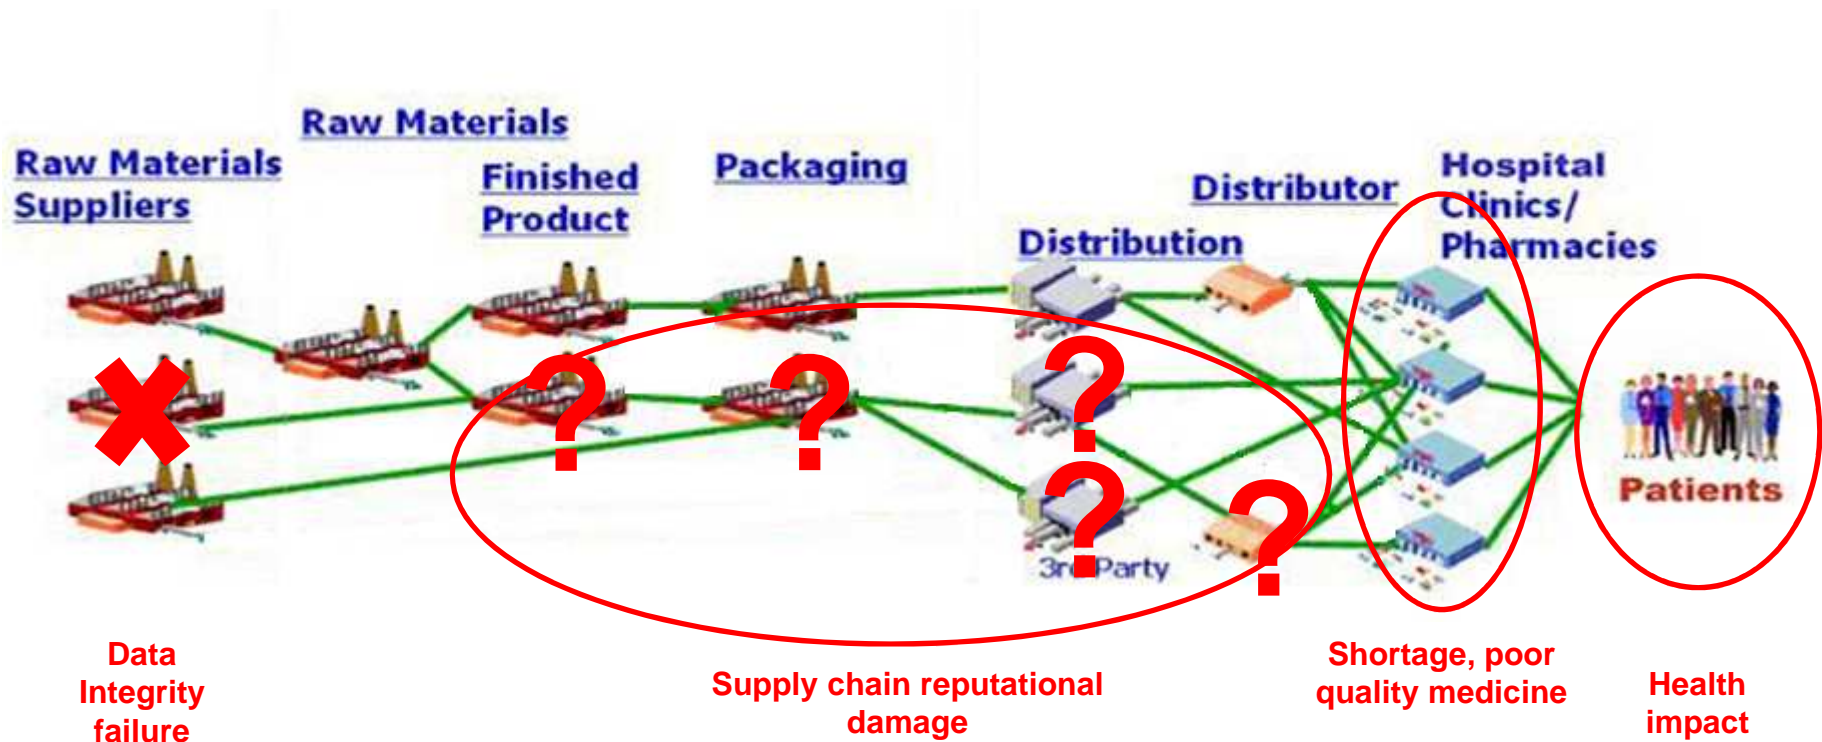 Raw Materials
Suppliers
Raw Materials
Finished
Product
Packaging
Distribution
Distributor
Hospital
Clinics/
Pharmacies
?
?
?
?
?
3rd Party
Patients
Data
Integrity
failure
Supply chain reputational
damage
Shortage, poor
quality medicine
Health
impact